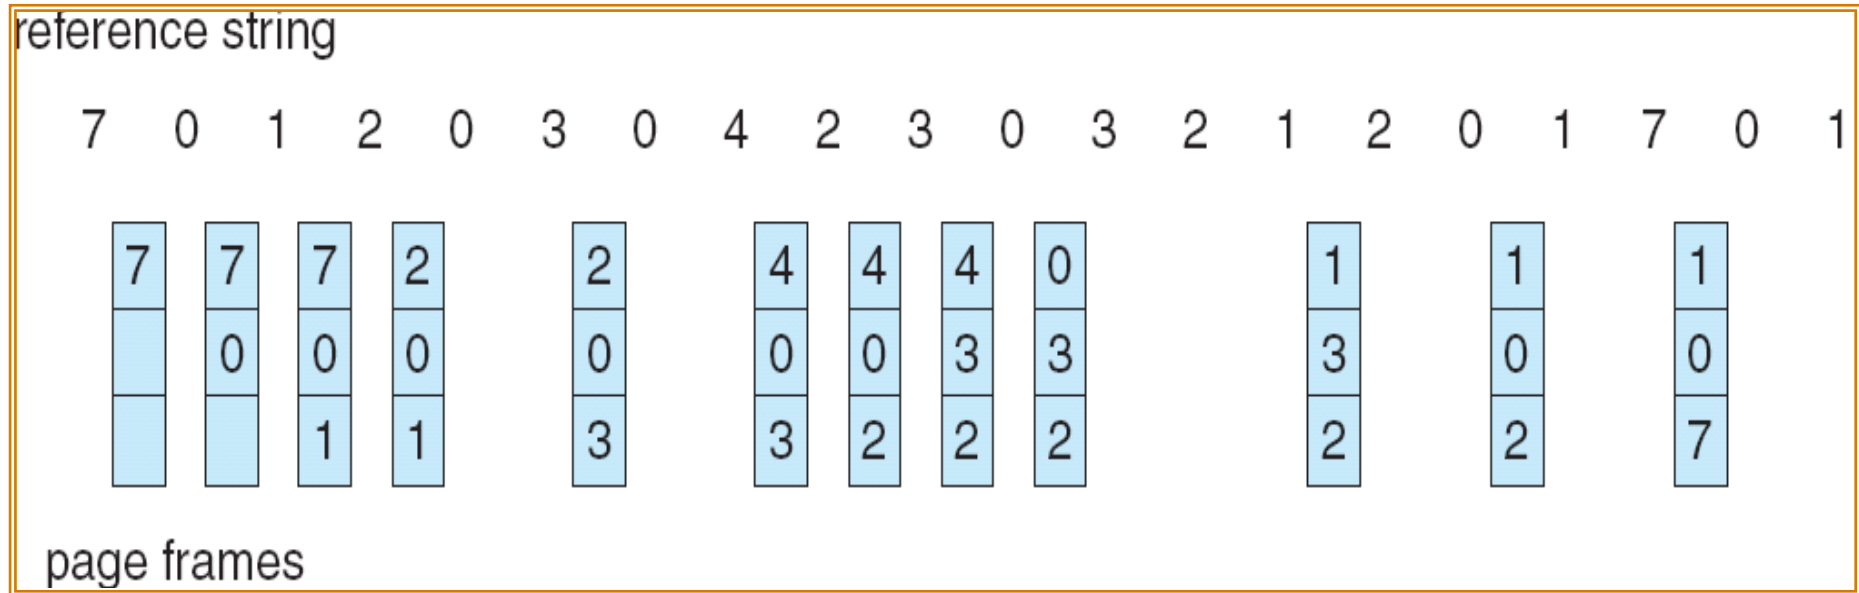 reference string
7 0 1 2 0 3 0 4 2 3 0 3 2 1 2 0 1 7 0 1
7 7 7 2 2 4 4 4 0 1 1 1
0 0 0 0 0 0 3 3 3 0 0
1 1 3 3 2 2 2 2 2 7
page frames